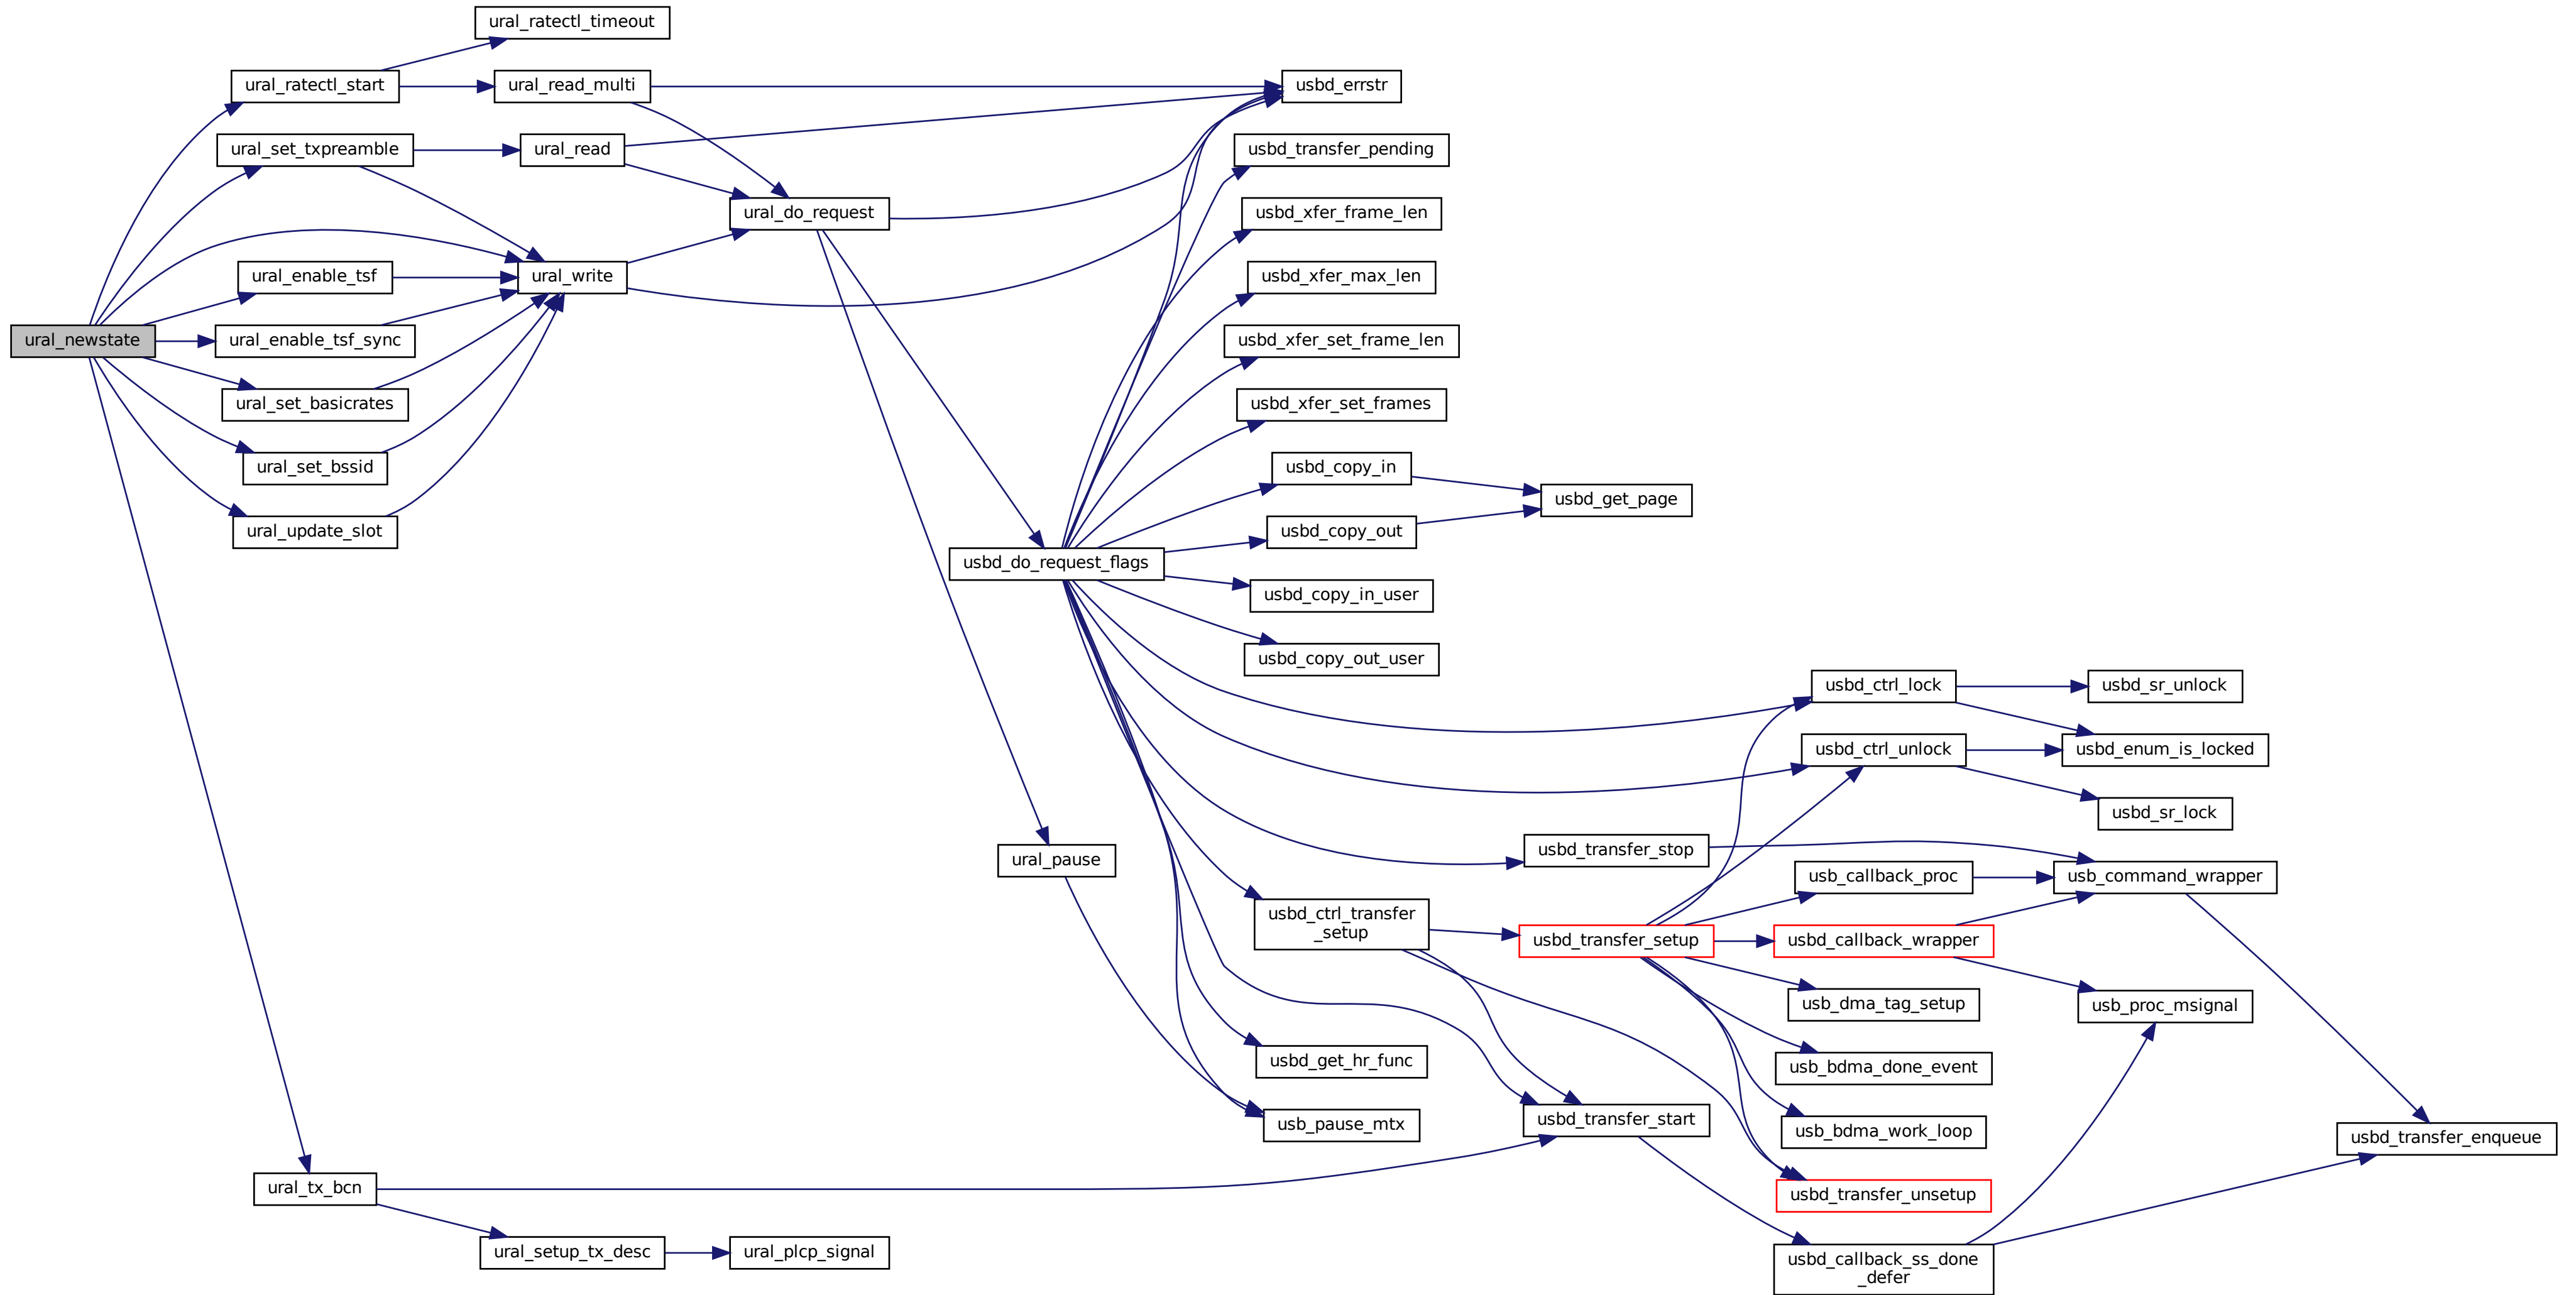 ural_ratectl_timeout
ural_ratectl_start
ural_read_multi
usbd_errstr
ural_set_txpreamble
ural_read
usbd_transfer_pending
ural_do_request
usbd_xfer_frame_len
ural_enable_tsf
ural_write
usbd_xfer_max_len
ural_newstate
ural_enable_tsf_sync
usbd_xfer_set_frame_len
ural_set_basicrates
usbd_xfer_set_frames
ural_set_bssid
usbd_copy_in
usbd_get_page
ural_update_slot
usbd_copy_out
usbd_do_request_flags
usbd_copy_in_user
usbd_copy_out_user
usbd_ctrl_lock
usbd_sr_unlock
usbd_ctrl_unlock
usbd_enum_is_locked
usbd_sr_lock
usbd_transfer_stop
ural_pause
usb_callback_proc
usb_command_wrapper
usbd_ctrl_transfer
_setup
usbd_transfer_setup
usbd_callback_wrapper
usb_dma_tag_setup
usb_proc_msignal
usbd_get_hr_func
usb_bdma_done_event
usb_pause_mtx
usbd_transfer_start
usb_bdma_work_loop
usbd_transfer_enqueue
ural_tx_bcn
usbd_transfer_unsetup
ural_setup_tx_desc
ural_plcp_signal
usbd_callback_ss_done
_defer